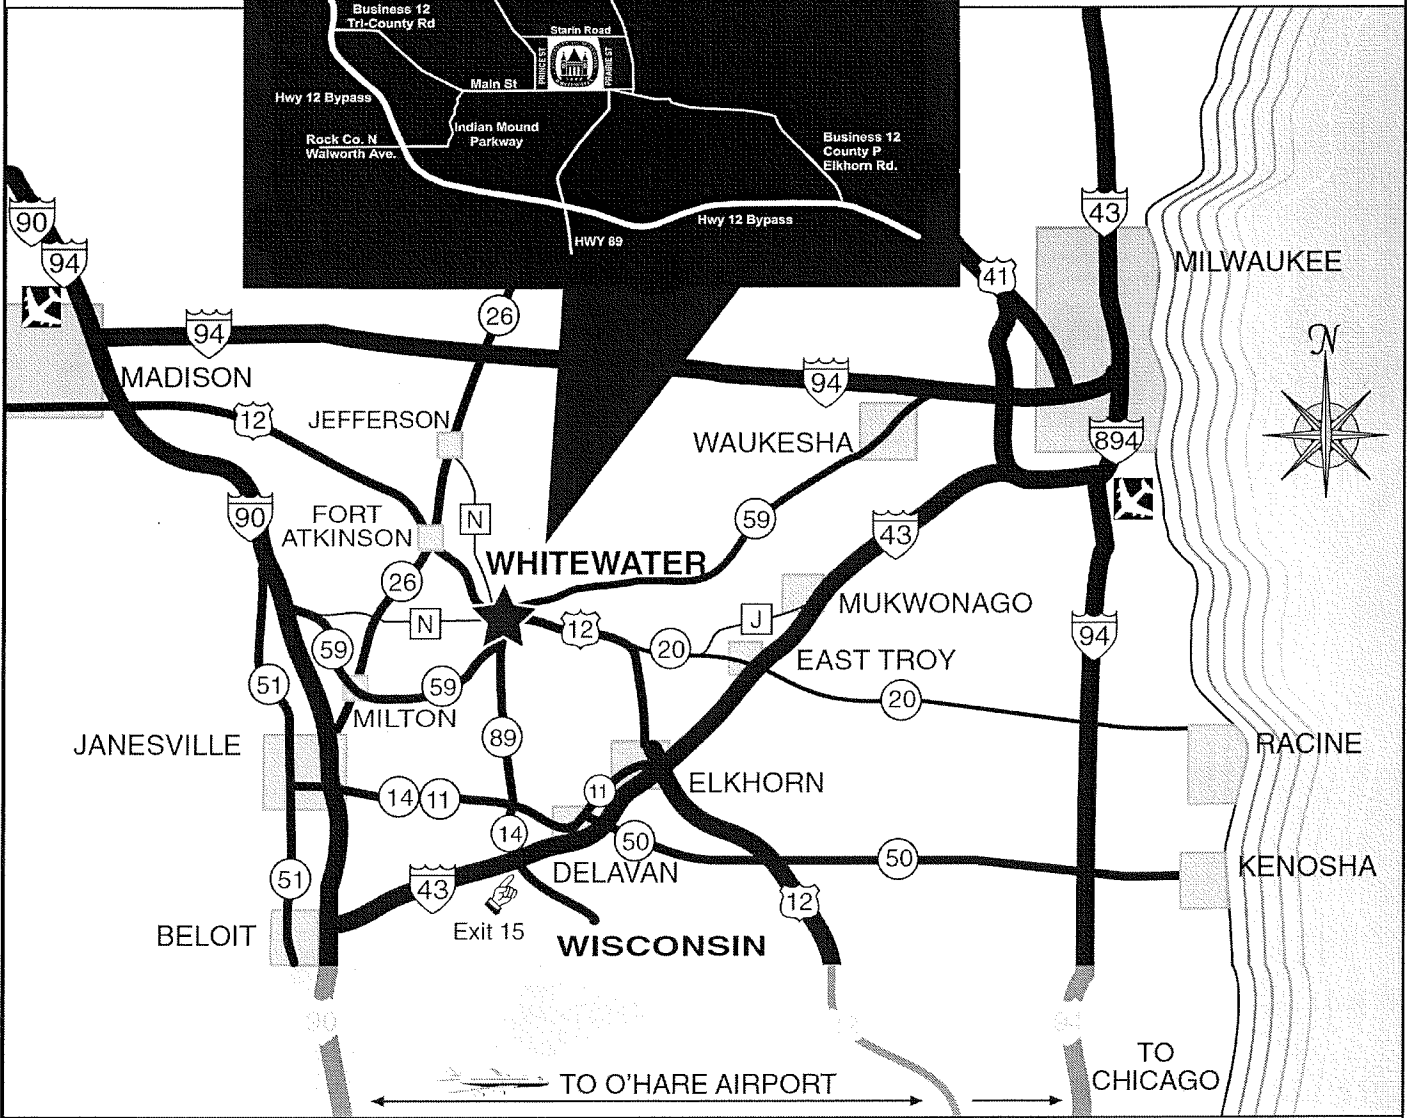 Business 12
Tri-County Rd
Starin Road
PRINCE ST
PRAIRIE ST
Main St
Hwy 12 Bypass
Indian Mound
Parkway
Rock Co. N
Walworth Ave.
Business 12
County P
Elkhorn Rd.
Hwy 12 Bypass
HWY 89
90
94
43
41
MILWAUKEE
26
94
N
94
MADISON
12
JEFFERSON
WAUKESHA
894
90
FORT
ATKINSON
N
59
43
WHITEWATER
26
N
12
J
MUKWONAGO
94
59
20
EAST TROY
51
59
20
MILTON
89
JANESVILLE
RACINE
14
11
11
ELKHORN
14
50
50
KENOSHA
51
43
DELAVAN
12
Exit 15
BELOIT
WISCONSIN
90
94
TO
CHICAGO
TO O'HARE AIRPORT